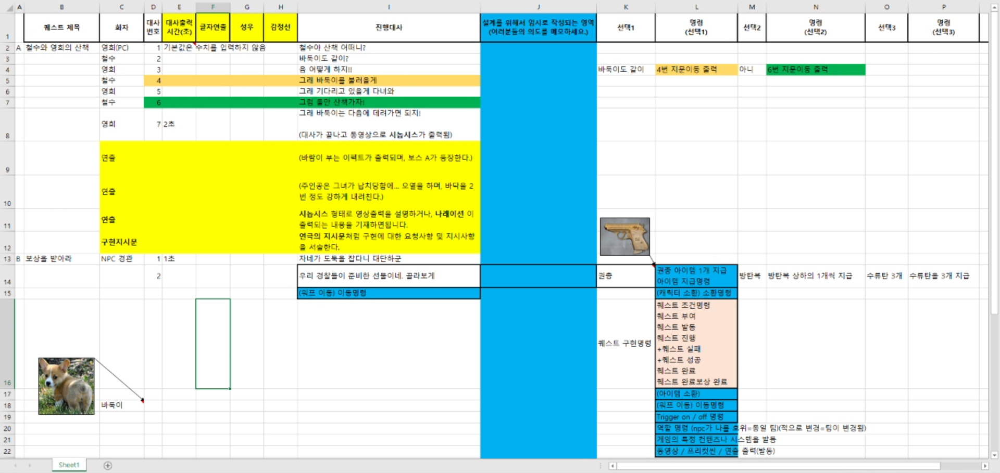 A B C D E F G H I J K L M N O P
1 퀘스트 제목 화자 대사 번호 대사출력 시간(초) 글자연출 성우 감정선 진행대사 설계를 위해서 임시로 작성되는 영역 (여러분들의 의도를 메모하세요.) 선택1 명령 (선택1) 선택2 명령 (선택2) 선택3 명령 (선택3)
2 A 철수와 영희의 산책 영희(PC) 1 기본값은 수치를 입력하지 않음 철수야 산책 어떠니?
3 철수 2 바둑이도 같이?
4 영희 3 음 어떻게 하지!! 바둑이도 같이 4번 지문이동 출력 아니 6번 지문이동 출력
5 철수 4 그래 바둑이를 불러올게
6 영희 5 그래 기다리고 있을게 다녀와
7 철수 6 그럼 둘만 산책가자!
그래 바둑이는 다음에 데려가면 되지!
영희 7 2초
8 (대사가 끝나고 동영상으로 시놉시스가 출력됨)
연출 (바람이 부는 이펙트가 출력되며, 보스 A가 등장한다.)
9
(주인공은 그녀가 납치당함에... 오열을 하며, 바닥을 2
연출
번 정도 강하게 내려친다.)
10
시놉시스 형태로 영상출력을 설명하거나, 나레이션 이
연출
11 출력되는 내용을 기재하면됩니다.
연극의 지시문처럼 구현에 대한 요청사항 및 지시사항
구현지시문
12 을 서술한다.
13 B 보상을 받아라 NPC 경관 1 1초 자네가 도둑을 잡다니 대단하군
권총 아이템 1개 지급
2 우리 경찰들이 준비한 선물이네. 골라보게 권총 방탄복 방탄복 상하의 1개씩 지급 수류탄 3개 수류탄을 3개 지급
14 아이템 지급명령
15 (워프 이동) 이동명령 (캐릭터 소환) 소환명령
퀘스트 조건명령
퀘스트 부여
퀘스트 발동
퀘스트 진행
퀘스트 구현명령
+퀘스트 실패
+퀘스트 성공
퀘스트 완료
16 퀘스트 완료보상 완료
17 (아이템 소환)
18 바둑이 (워프 이동) 이동명령
19 Trigger on / off 명령
20 역할 명령 (npc가 나를 호위=동일 팀)(적으로 변경=팀이 변경됨)
21 게임의 특정 컨텐츠나 시스템을 발동
22 동영상 / 프리컷씬 / 연출 출력(발동)
Sheet1